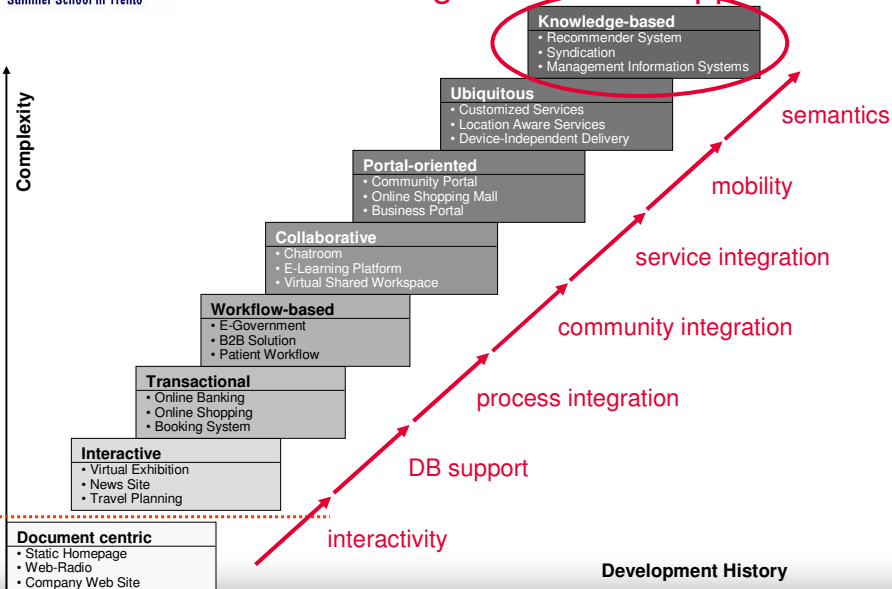 Summer School in Trento
Knowledge-based
• Recommender System
• Syndication
• Management Information Systems
Ubiquitous
• Customized Services
• Location Aware Services
• Device-Independent Delivery
semantics
Complexity
Portal-oriented
• Community Portal
• Online Shopping Mall
• Business Portal
mobility
Collaborative
• Chatroom
• E-Learning Platform
• Virtual Shared Workspace
service integration
Workflow-based
• E-Government
• B2B Solution
• Patient Workflow
community integration
Transactional
• Online Banking
• Online Shopping
• Booking System
process integration
Interactive
• Virtual Exhibition
• News Site
• Travel Planning
DB support
Document centric
• Static Homepage
• Web-Radio
• Company Web Site
interactivity
Development History